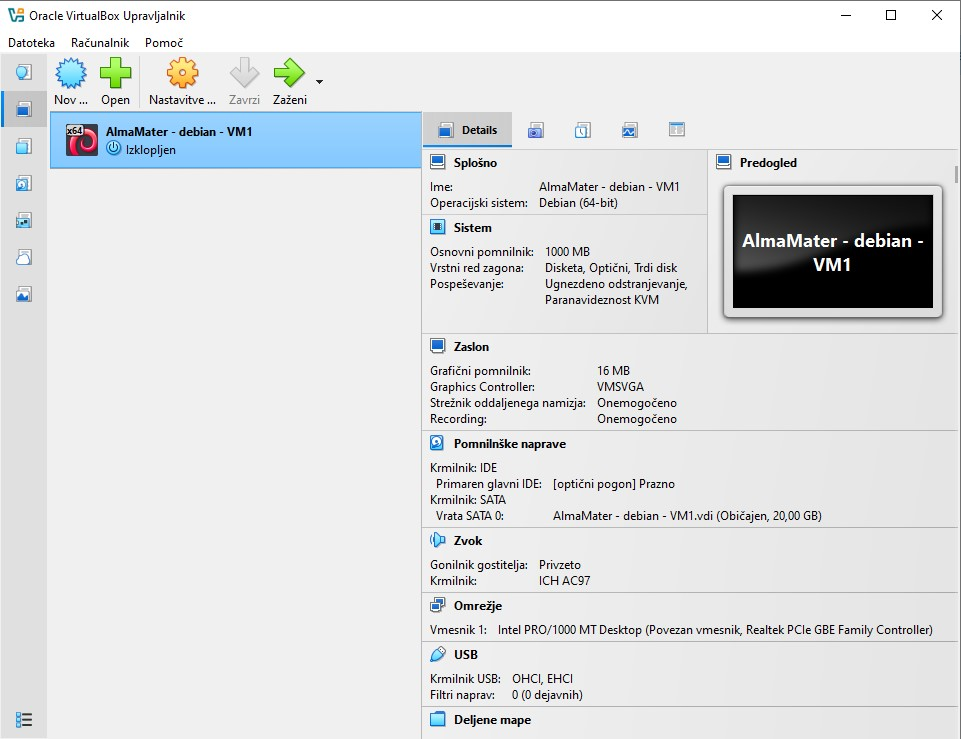 Oracle VirtualBox Upravljalnik
Datoteka Računalnik Pomoč
Nov ... Open Nastavitve ... Zavrzi Zaženi
x64
AlmaMater - debian - VM1
Izklopljen
Details
Splošno
Ime: AlmaMater - debian - VM1
Operacijski sistem: Debian (64-bit)
Predogled
AlmaMater - debian -
VM1
Sistem
Osnovni pomnilnik: 1000 MB
Vrstni red zagona: Disketa, Optični, Trdi disk
Pospeševanje: Ugnezdeno odstranjevanje,
Paranavideznost KVM
Zaslon
Grafični pomnilnik: 16 MB
Graphics Controller: VMSVGA
Strežnik oddaljenega namizja: Onemogočeno
Recording: Onemogočeno
Pomnilnške naprave
Krmilnik: IDE
Primaren glavni IDE: [optični pogon] Prazno
Krmilnik: SATA
Vrata SATA 0: AlmaMater - debian - VM1.vdi (Običajen, 20,00 GB)
Zvok
Gonilnik gostitelja: Privzeto
Krmilnik: ICH AC97
Omrežje
Vmesnik 1: Intel PRO/1000 MT Desktop (Povezan vmesnik, Realtek PCIe GBE Family Controller)
USB
Krmilnik USB: OHCI, EHCI
Filtri naprav: 0 (0 dejavnih)
Deljene mape